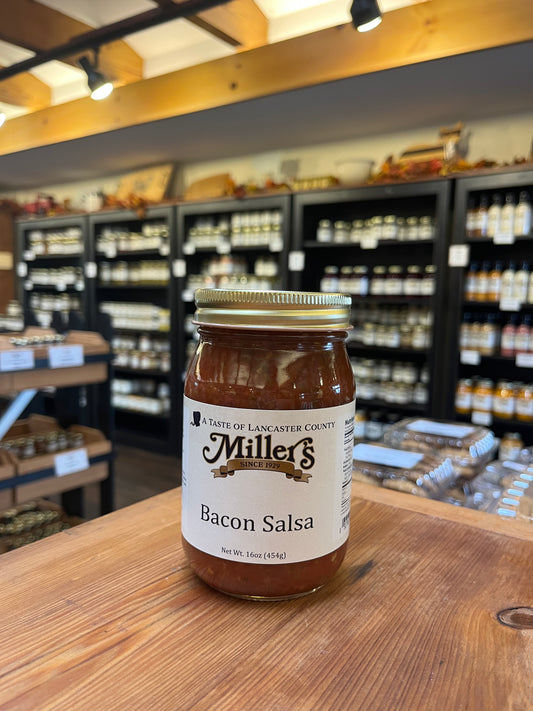 A Taste of Lancaster County
Miller's
SINCE 1929
Bacon Salsa
Net Wt. 16oz (454g)